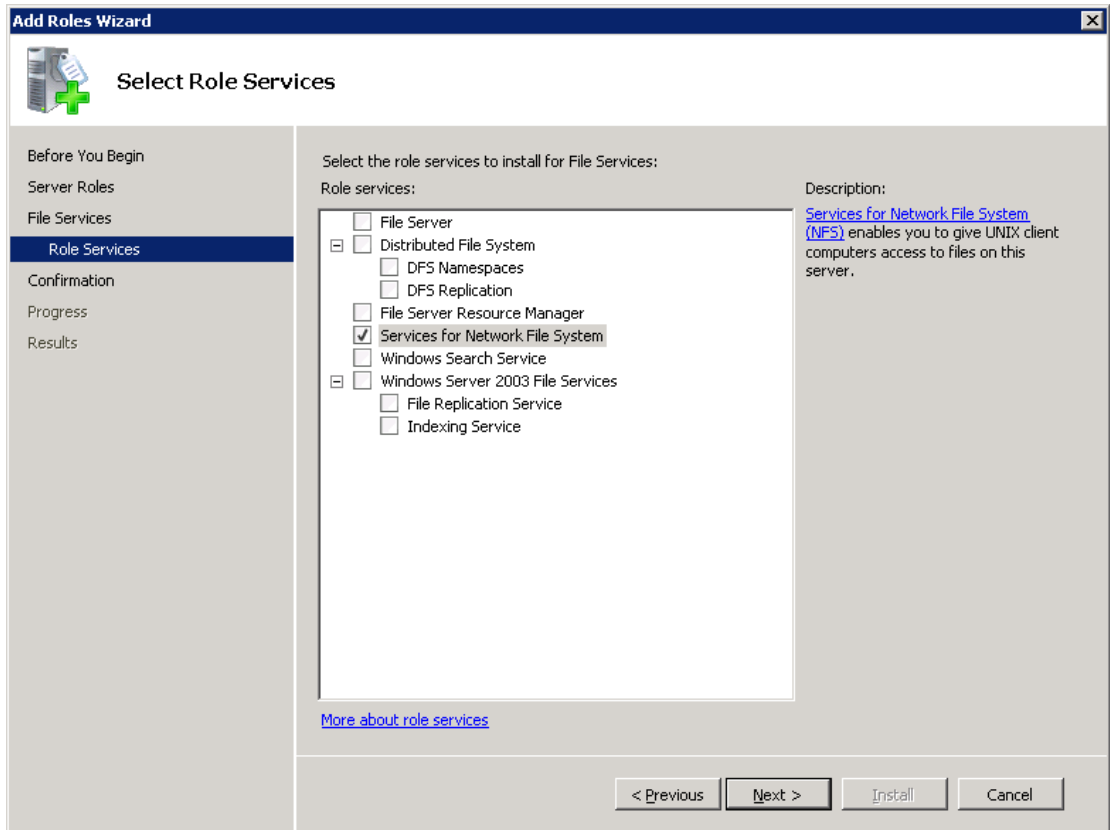 Add Roles Wizard
Select Role Services
Before You Begin
Server Roles
File Services
Role Services
Confirmation
Progress
Results
Select the role services to install for File Services:
Role services:
File Server
Distributed File System
DFS Namespaces
DFS Replication
File Server Resource Manager
Services for Network File System
Windows Search Service
Windows Server 2003 File Services
File Replication Service
Indexing Service
More about role services
Description:
Services for Network File System
(NFS) enables you to give UNIX client
computers access to files on this
server.
< Previous
Next >
Install
Cancel